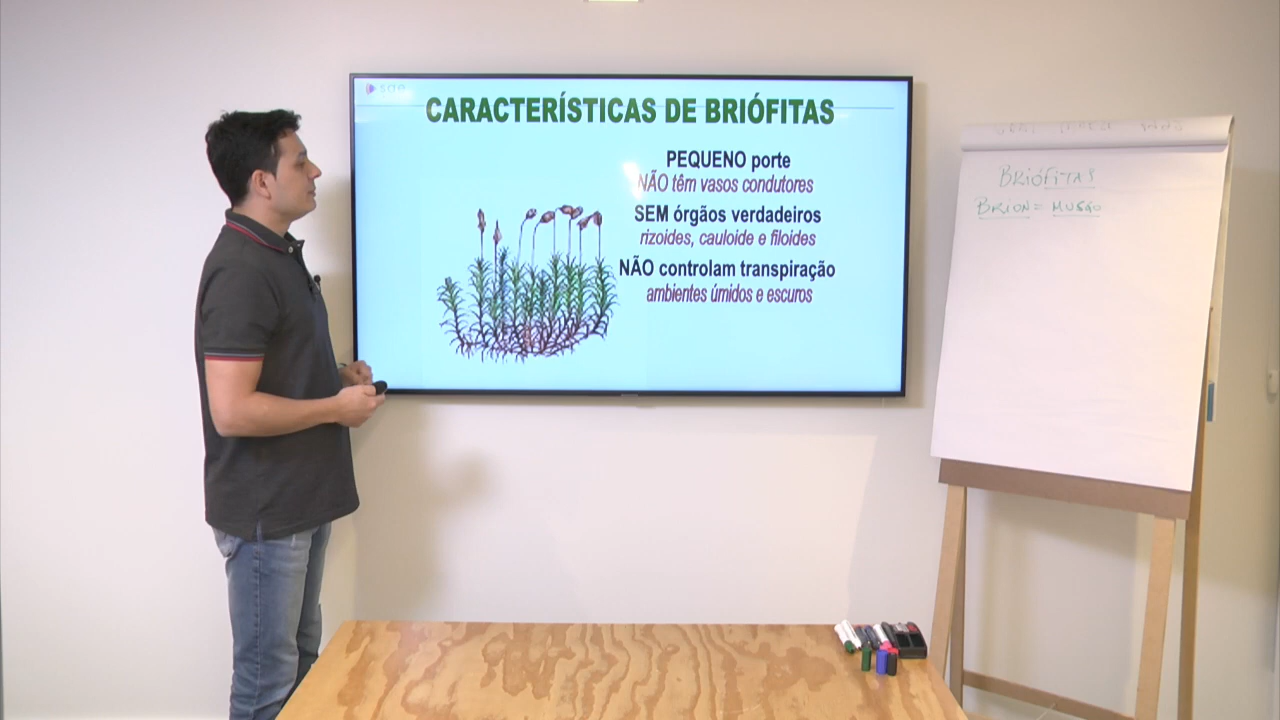 sae
CARACTERÍSTICAS DE BRIÓFITAS
PEQUENO porte
NÃO têm vasos condutores
SEM órgãos verdadeiros
rizoides, cauloide e filoides
NÃO controlam transpiração
ambientes úmidos e escuros
BRIÓFITAS
BRION = MUSGO